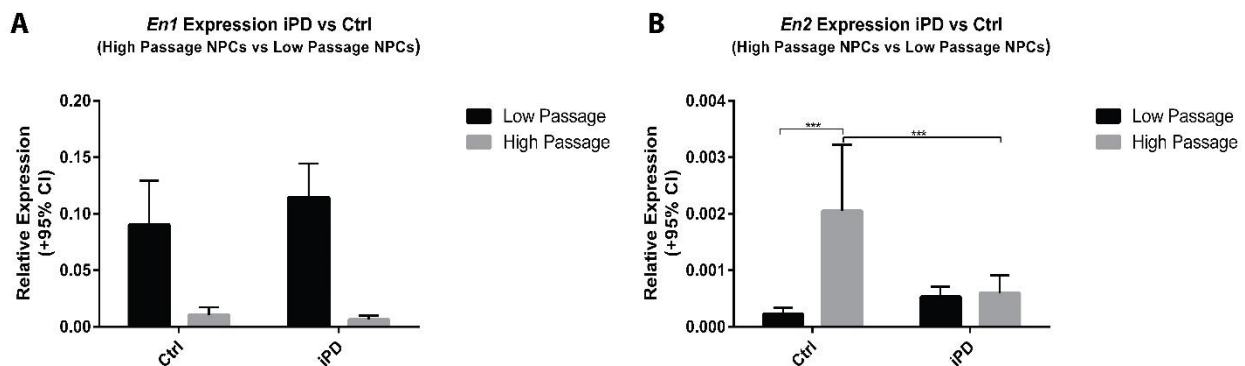 A
En1 Expression iPD vs Ctrl
(High Passage NPCs vs Low Passage NPCs)
Relative Expression
(+95% CI)
0.20
0.15
0.10
0.05
0.00
Ctrl
iPD
Low Passage
High Passage
B
En2 Expression iPD vs Ctrl
(High Passage NPCs vs Low Passage NPCs)
Relative Expression
(+95% CI)
0.004
0.003
0.002
0.001
0.000
***
***
Ctrl
iPD
Low Passage
High Passage